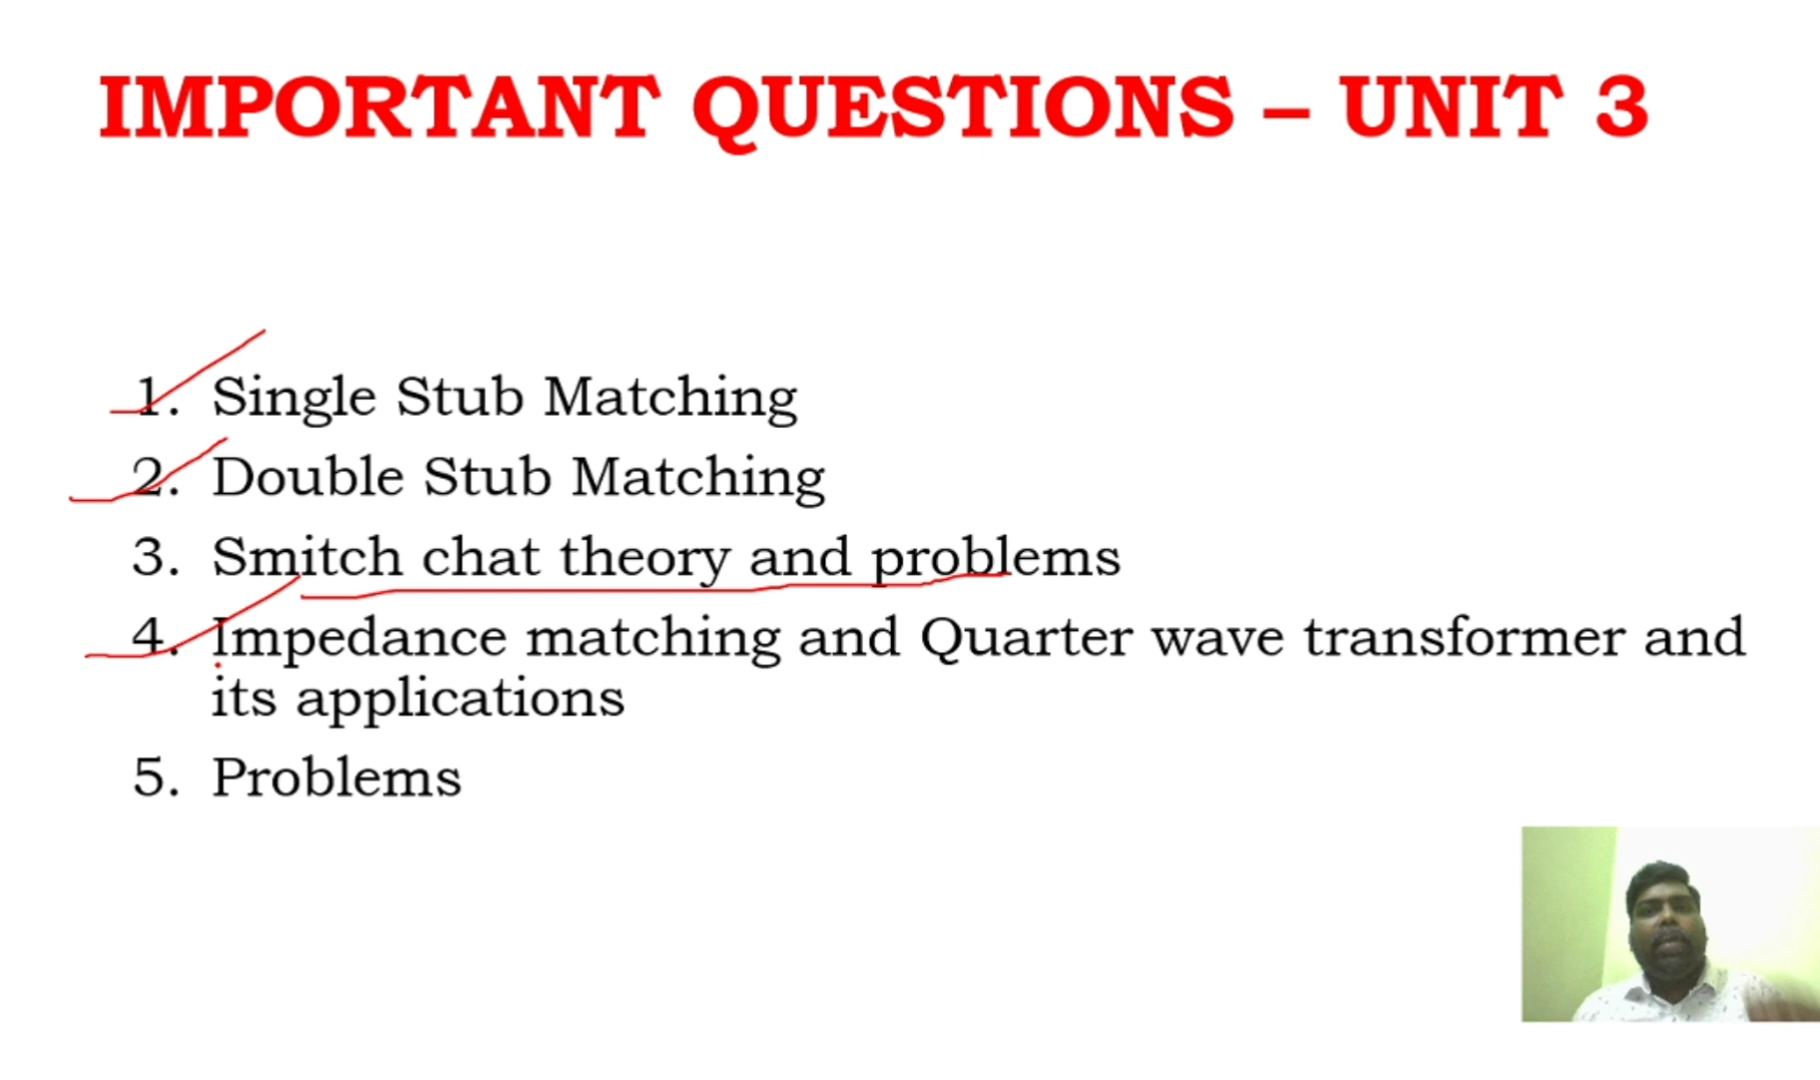 IMPORTANT QUESTIONS – UNIT 3
1. Single Stub Matching
2. Double Stub Matching
3. Smitch chat theory and problems
4. Impedance matching and Quarter wave transformer and
its applications
5. Problems